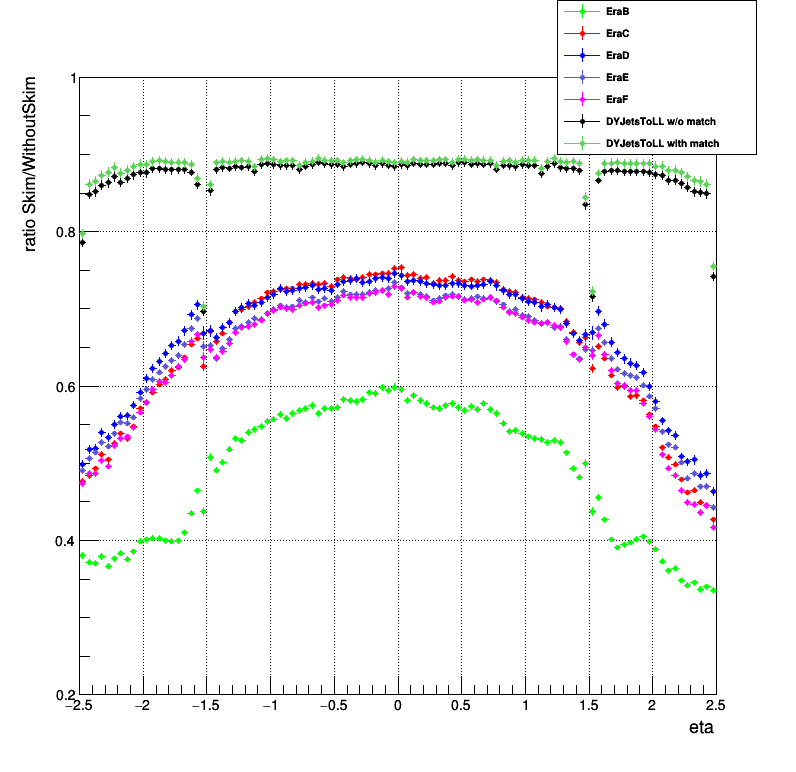 EraB
EraC
EraD
EraE
EraF
DYJetsToLL w/o match
DYJetsToLL with match
ratio Skim/WithoutSkim
1
0.8
0.6
0.4
0.2
−2.5 −2 −1.5 −1 −0.5 0 0.5 1 1.5 2 2.5
eta